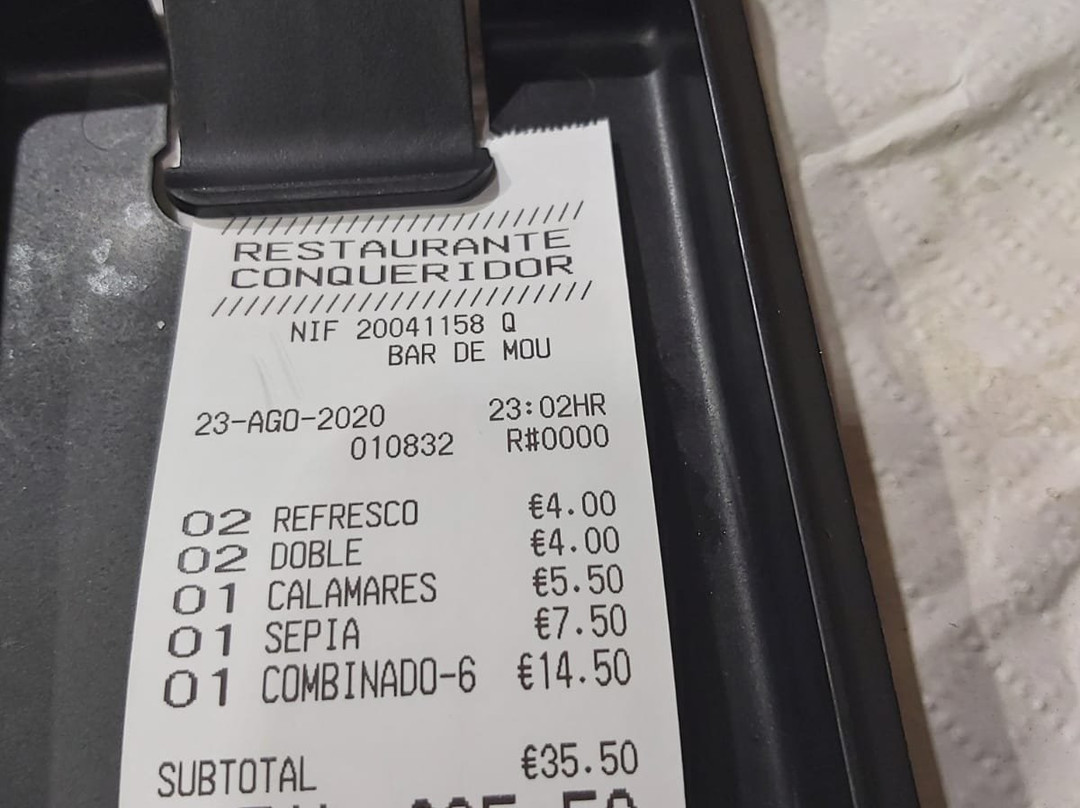 ////////////////////////
RESTAURANTE
CONQUERIDOR
////////////////////////
NIF 20041158 Q
BAR DE MOU
23-AGO-2020 23:02HR
010832 R#0000
02 REFRESCO €4.00
02 DOBLE €4.00
01 CALAMARES €5.50
01 SEPIA €7.50
01 COMBINADO-6 €14.50
SUBTOTAL €35.50